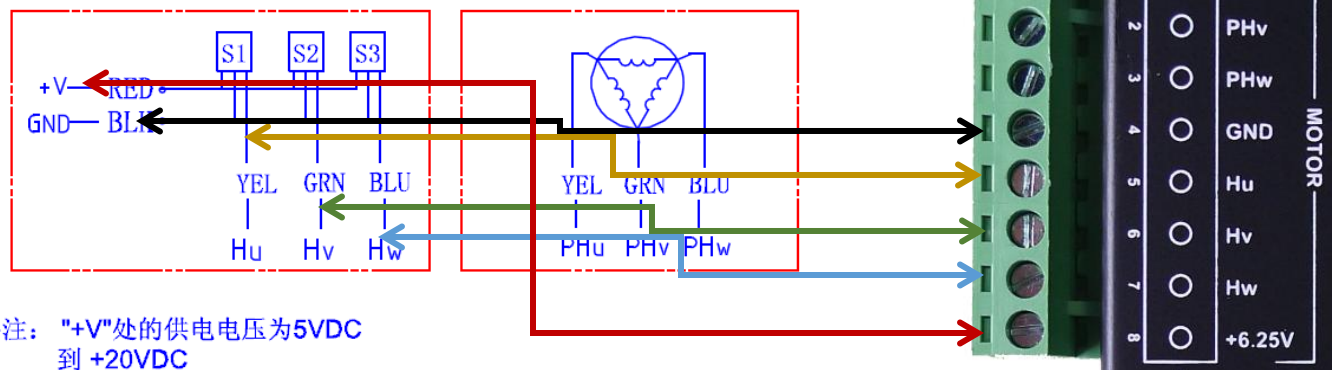 S1 S2 S3
+V RED
GND BLK
YEL GRN BLU
Hu Hv Hw
YEL GRN BLU
PHu PHv PHw
注： "+V"处的供电电压为5VDC
到 +20VDC
2 PHv
3 PHw
4 GND
5 Hu
6 Hv
7 Hw
8 +6.25V
MOTOR